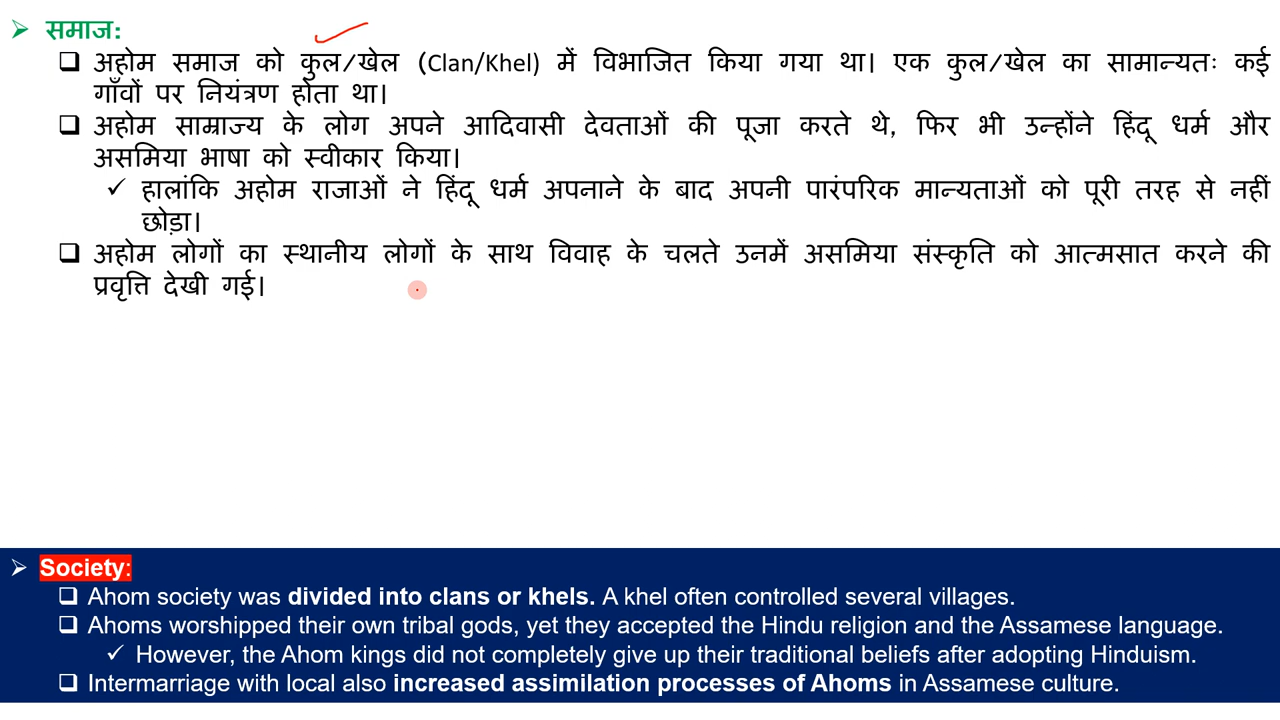 ➢ समाज:
❑ अहोम समाज को कुल/खेल (Clan/Khel) में विभाजित किया गया था। एक कुल/खेल का सामान्यतः कई
गाँवों पर नियंत्रण होता था।
❑ अहोम साम्राज्य के लोग अपने आदिवासी देवताओं की पूजा करते थे, फिर भी उन्होंने हिंदू धर्म और
असमिया भाषा को स्वीकार किया।
✓ हालांकि अहोम राजाओं ने हिंदू धर्म अपनाने के बाद अपनी पारंपरिक मान्यताओं को पूरी तरह से नहीं
छोड़ा।
❑ अहोम लोगों का स्थानीय लोगों के साथ विवाह के चलते उनमें असमिया संस्कृति को आत्मसात करने की
प्रवृत्ति देखी गई।
➢ Society:
❑ Ahom society was divided into clans or khels. A khel often controlled several villages.
❑ Ahoms worshipped their own tribal gods, yet they accepted the Hindu religion and the Assamese language.
✓ However, the Ahom kings did not completely give up their traditional beliefs after adopting Hinduism.
❑ Intermarriage with local also increased assimilation processes of Ahoms in Assamese culture.